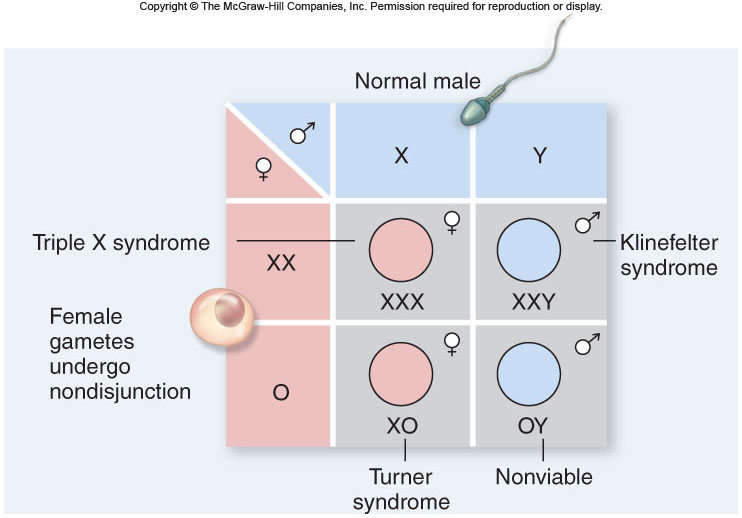 Copyright © The McGraw-Hill Companies, Inc. Permission required for reproduction or display.
Normal male
♂
♀
X
Y
Triple X syndrome
XX
♀
XXX
♂
XXY
Klinefelter
syndrome
Female
gametes
undergo
nondisjunction
O
♀
XO
♂
OY
Turner
syndrome
Nonviable